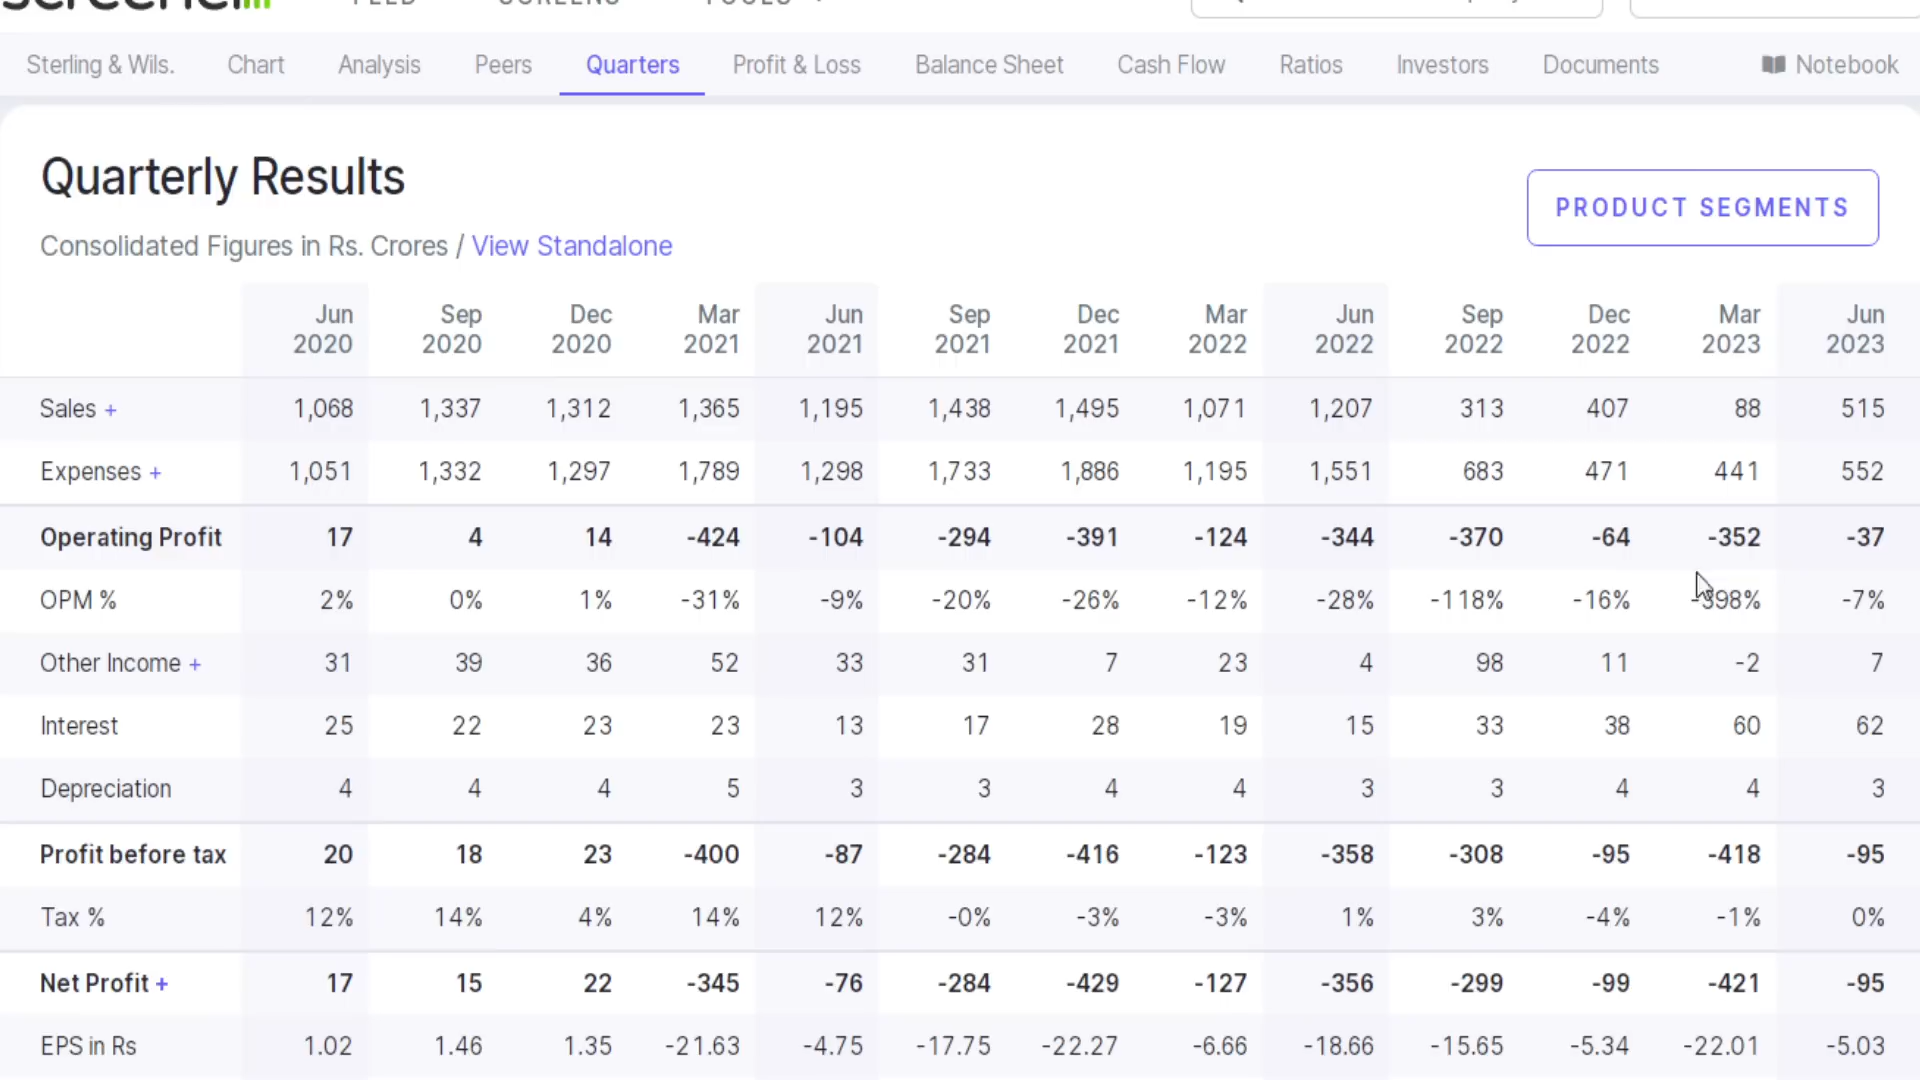 screener
FEED SCREENS TOOLS
Sterling & Wils. Chart Analysis Peers Quarters Profit & Loss Balance Sheet Cash Flow Ratios Investors Documents Notebook
Quarterly Results
PRODUCT SEGMENTS
Consolidated Figures in Rs. Crores / View Standalone
Jun Sep Dec Mar Jun Sep Dec Mar Jun Sep Dec Mar Jun
2020 2020 2020 2021 2021 2021 2021 2022 2022 2022 2022 2023 2023
Sales + 1,068 1,337 1,312 1,365 1,195 1,438 1,495 1,071 1,207 313 407 88 515
Expenses + 1,051 1,332 1,297 1,789 1,298 1,733 1,886 1,195 1,551 683 471 441 552
Operating Profit 17 4 14 -424 -104 -294 -391 -124 -344 -370 -64 -352 -37
OPM % 2% 0% 1% -31% -9% -20% -26% -12% -28% -118% -16% -398% -7%
Other Income + 31 39 36 52 33 31 7 23 4 98 11 -2 7
Interest 25 22 23 23 13 17 28 19 15 33 38 60 62
Depreciation 4 4 4 5 3 3 4 4 3 3 4 4 3
Profit before tax 20 18 23 -400 -87 -284 -416 -123 -358 -308 -95 -418 -95
Tax % 12% 14% 4% 14% 12% -0% -3% -3% 1% 3% -4% -1% 0%
Net Profit + 17 15 22 -345 -76 -284 -429 -127 -356 -299 -99 -421 -95
EPS in Rs 1.02 1.46 1.35 -21.63 -4.75 -17.75 -22.27 -6.66 -18.66 -15.65 -5.34 -22.01 -5.03